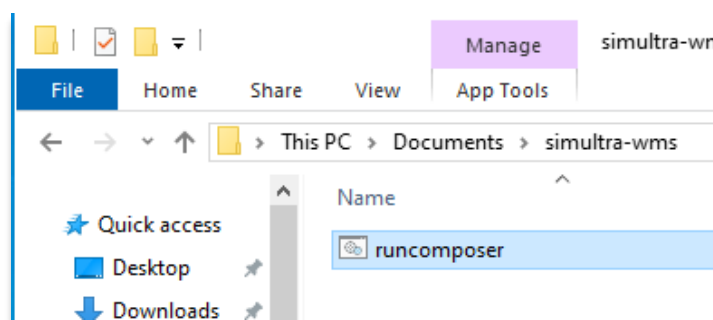 Manage
simultra-wm
File Home Share View App Tools
This PC > Documents > simultra-wms
Name
Quick access
runcomposer
Desktop
Downloads